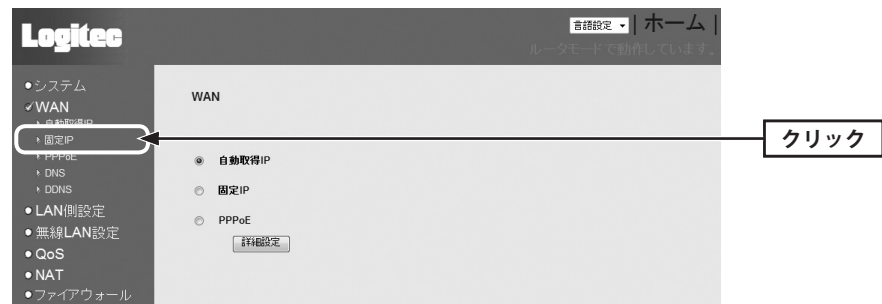 Logitec
言語設定 | ホーム |
ルータモードで動作しています。
システム
WAN
自動取得IP
固定IP
PPPoE
DNS
DDNS
LAN側設定
無線LAN設定
QoS
NAT
ファイアウォール
WAN
自動取得IP
固定IP
PPPoE
詳細設定
クリック